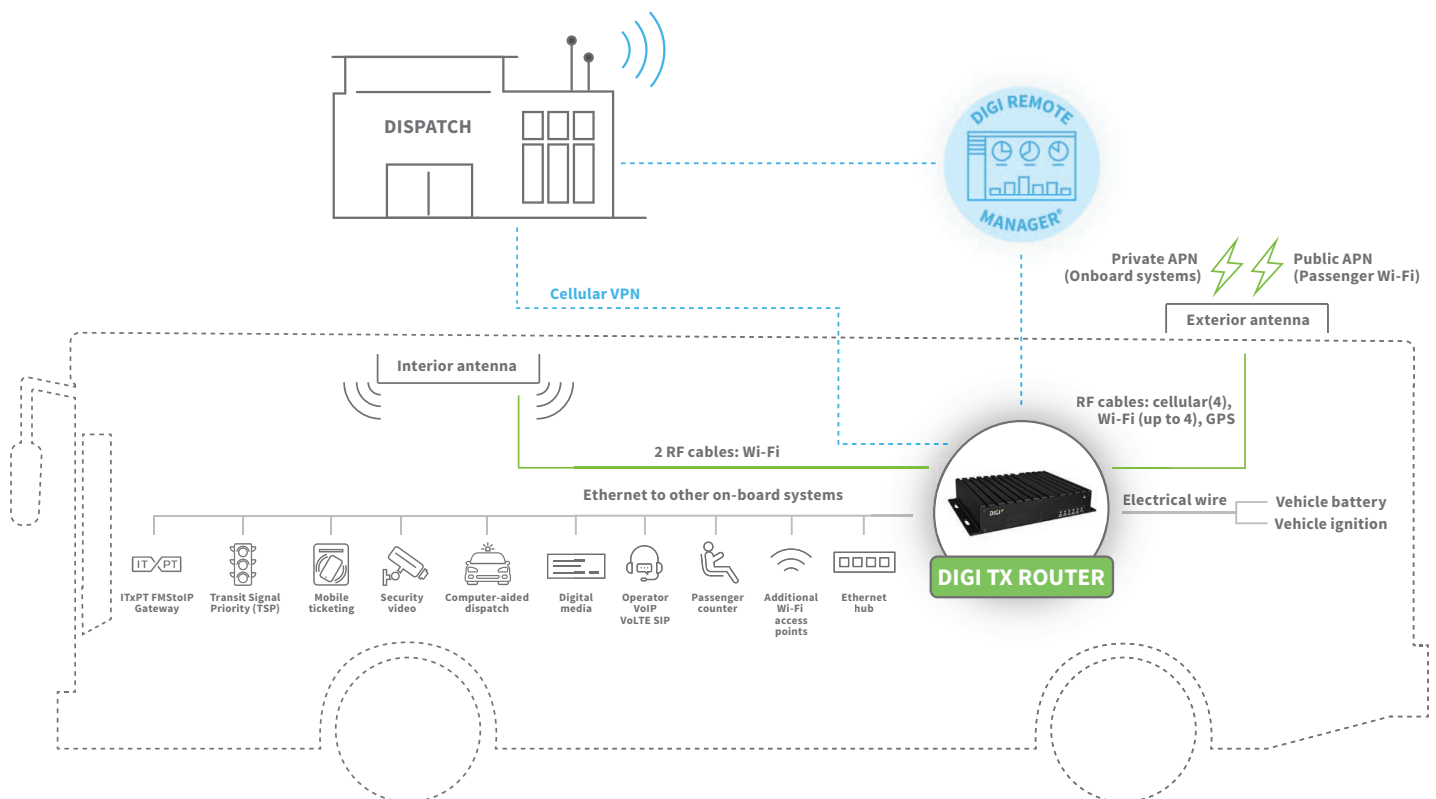 DISPATCH
DIGI REMOTE
MANAGER®
Private APN
(Onboard systems)
Public APN
(Passenger Wi-Fi)
Cellular VPN
Exterior antenna
Interior antenna
RF cables: cellular(4),
Wi-Fi (up to 4), GPS
2 RF cables: Wi-Fi
Ethernet to other on-board systems
Electrical wire
Vehicle battery
Vehicle ignition
DIGI
DIGI TX ROUTER
IT PT
ITxPT FMStoIP
Gateway
Transit Signal
Priority (TSP)
Mobile
ticketing
Security
video
Computer-aided
dispatch
Digital
media
Operator
VoIP
VoLTE SIP
Passenger
counter
Additional
Wi-Fi
access
points
Ethernet
hub